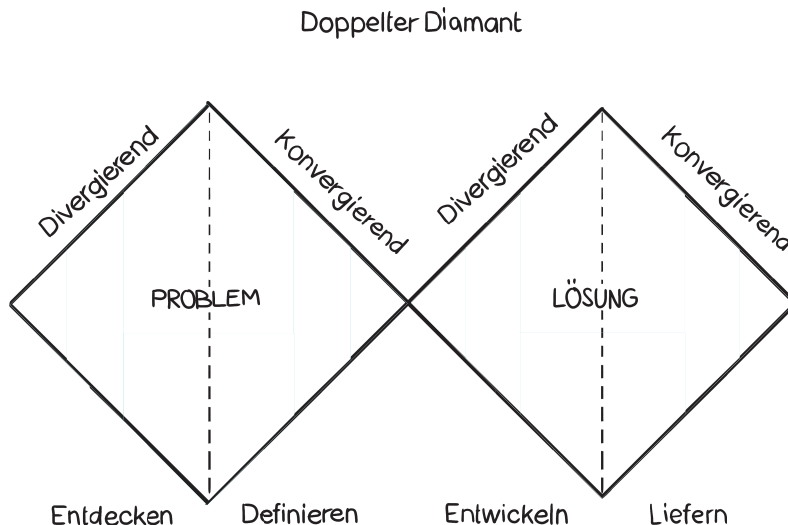 Doppelter Diamant
Divergierend
Konvergierend
Divergierend
Konvergierend
PROBLEM
LÖSUNG
Entdecken
Definieren
Entwickeln
Liefern